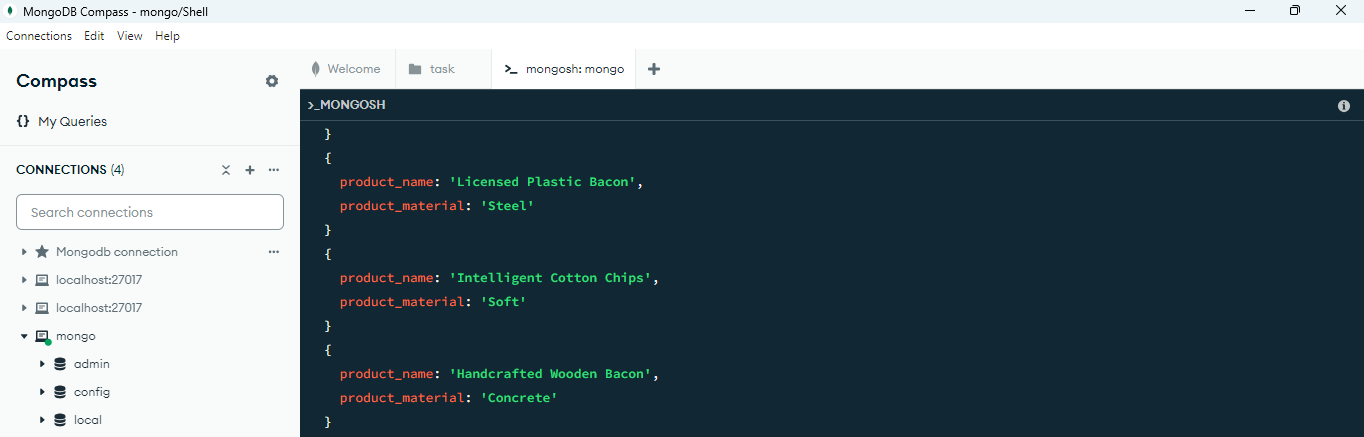 MongoDB Compass - mongo/Shell
Connections Edit View Help
Compass
{} My Queries
CONNECTIONS (4)
Search connections
Mongodb connection
localhost:27017
localhost:27017
mongo
admin
config
local
Welcome task >_ mongosh: mongo
>_MONGOSH
}
{
product_name: 'Licensed Plastic Bacon',
product_material: 'Steel'
}
{
product_name: 'Intelligent Cotton Chips',
product_material: 'Soft'
}
{
product_name: 'Handcrafted Wooden Bacon',
product_material: 'Concrete'
}